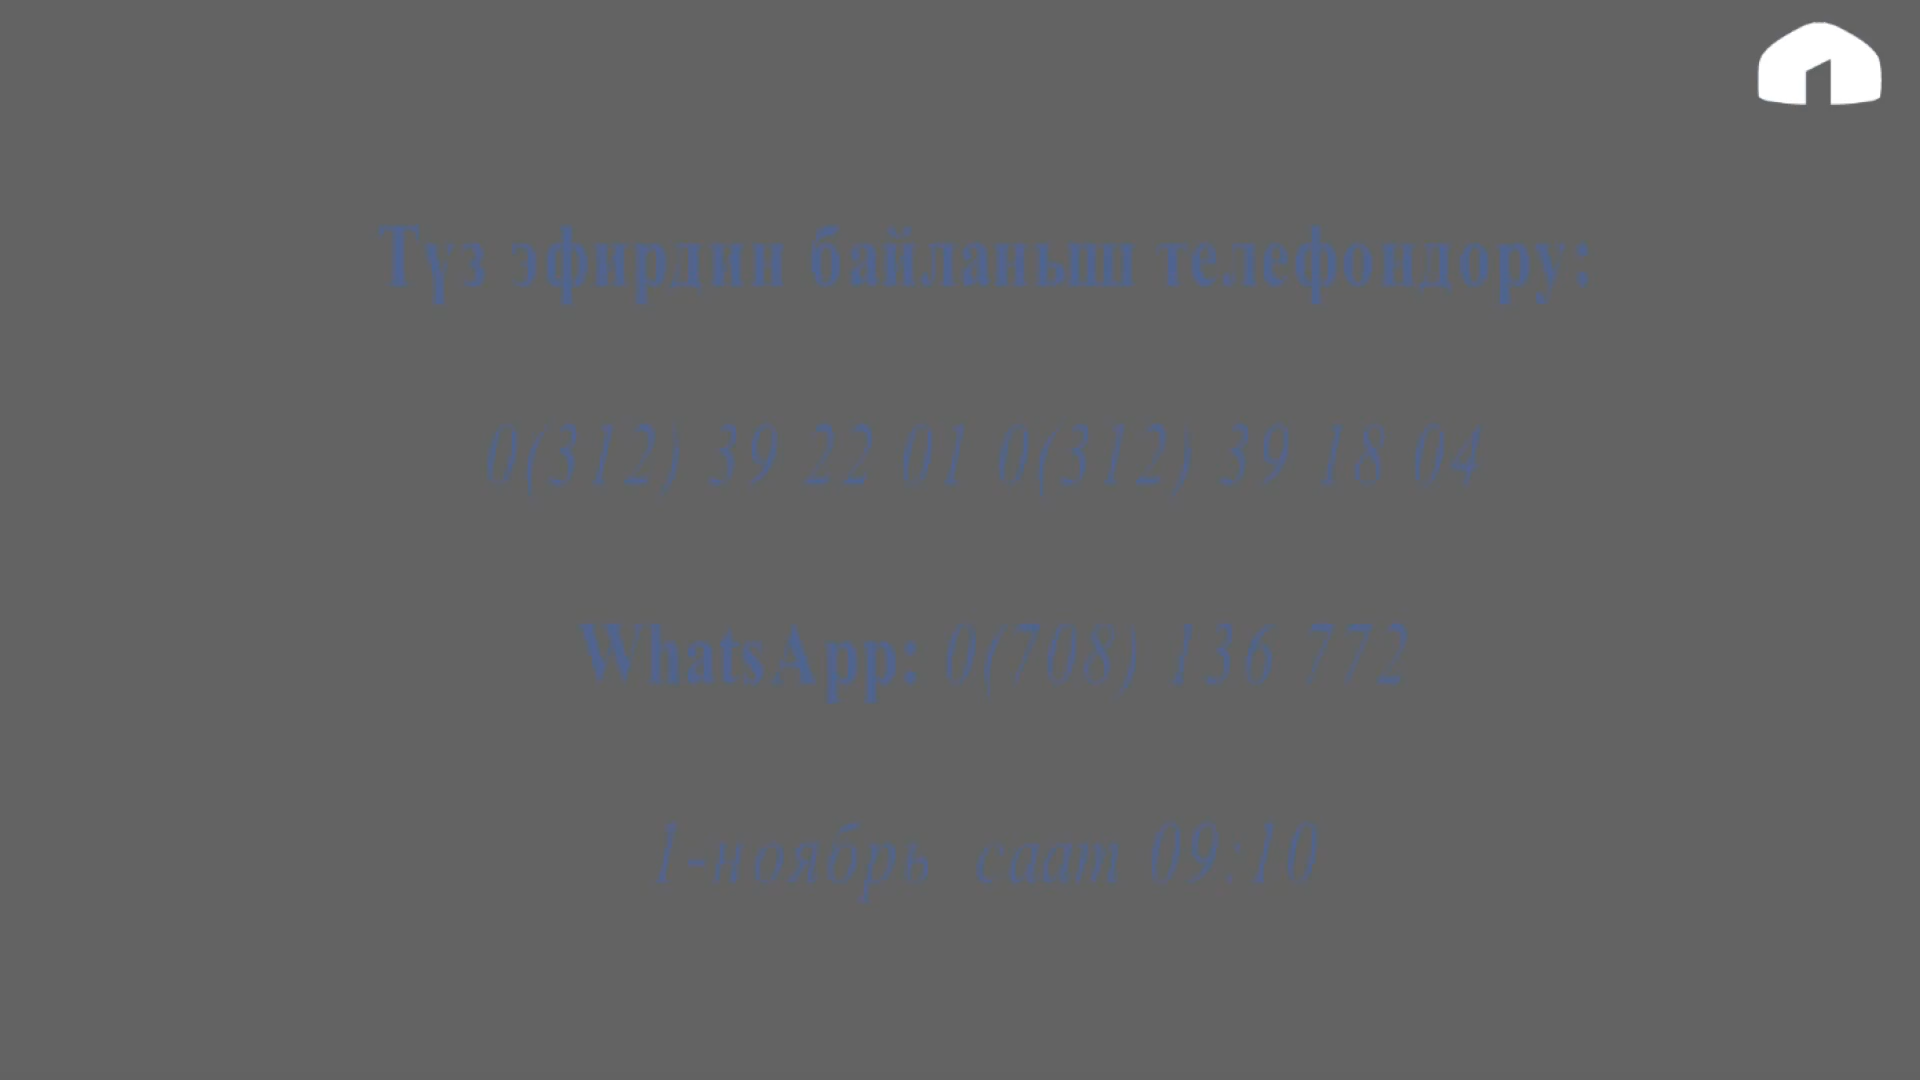 Түз эфирдин байланыш телефондору:
0(312) 39 22 01 0(312) 39 18 04
WhatsApp: 0(708) 136 772
1-ноябрь саат 09:10